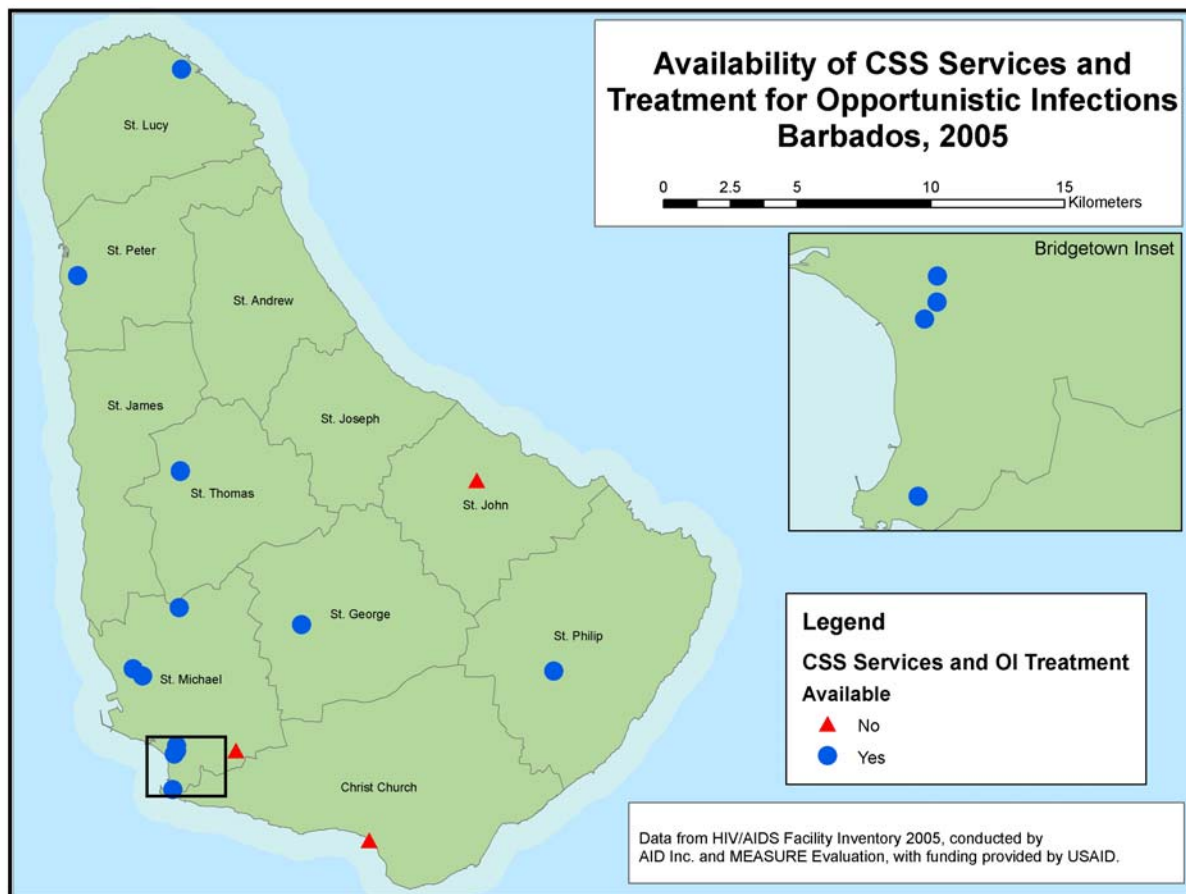 Availability of CSS Services and
Treatment for Opportunistic Infections
Barbados, 2005
0 2.5 5 10 15
Kilometers
Bridgetown Inset
St. Lucy
St. Peter
St. Andrew
St. James
St. Joseph
St. Thomas
St. John
St. George
St. Philip
St. Michael
Christ Church
Legend
CSS Services and OI Treatment
Available
No
Yes
Data from HIV/AIDS Facility Inventory 2005, conducted by
AID Inc. and MEASURE Evaluation, with funding provided by USAID.